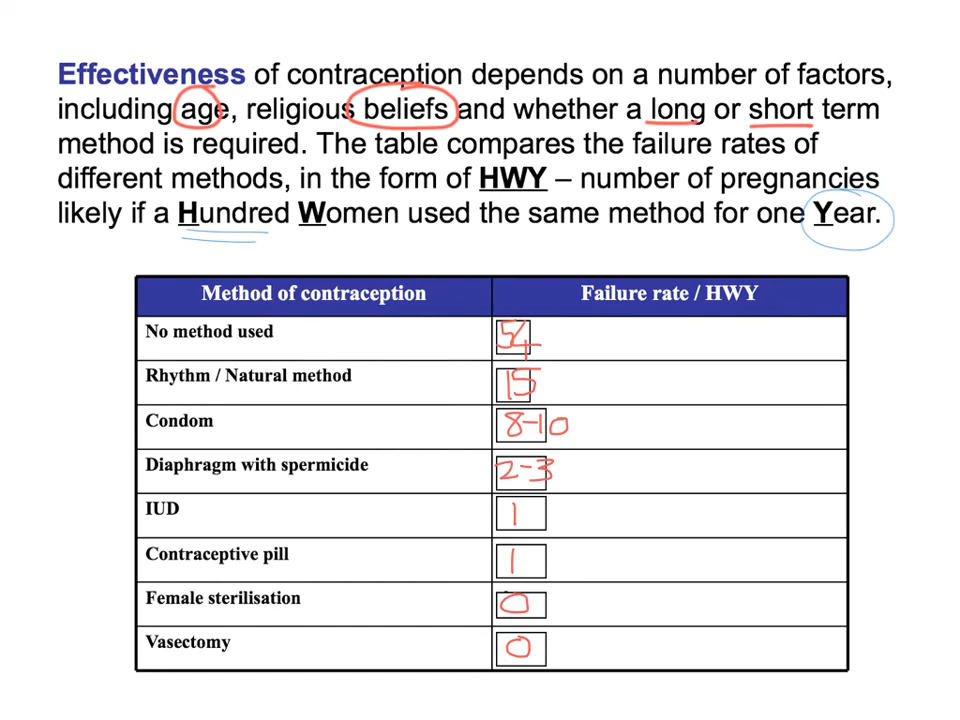 Effectiveness of contraception depends on a number of factors,
including age, religious beliefs and whether a long or short term
method is required. The table compares the failure rates of
different methods, in the form of HWY – number of pregnancies
likely if a Hundred Women used the same method for one Year.
Method of contraception Failure rate / HWY
No method used 54
Rhythm / Natural method 15
Condom 8-10
Diaphragm with spermicide 2-3
IUD 1
Contraceptive pill 1
Female sterilisation 0
Vasectomy 0